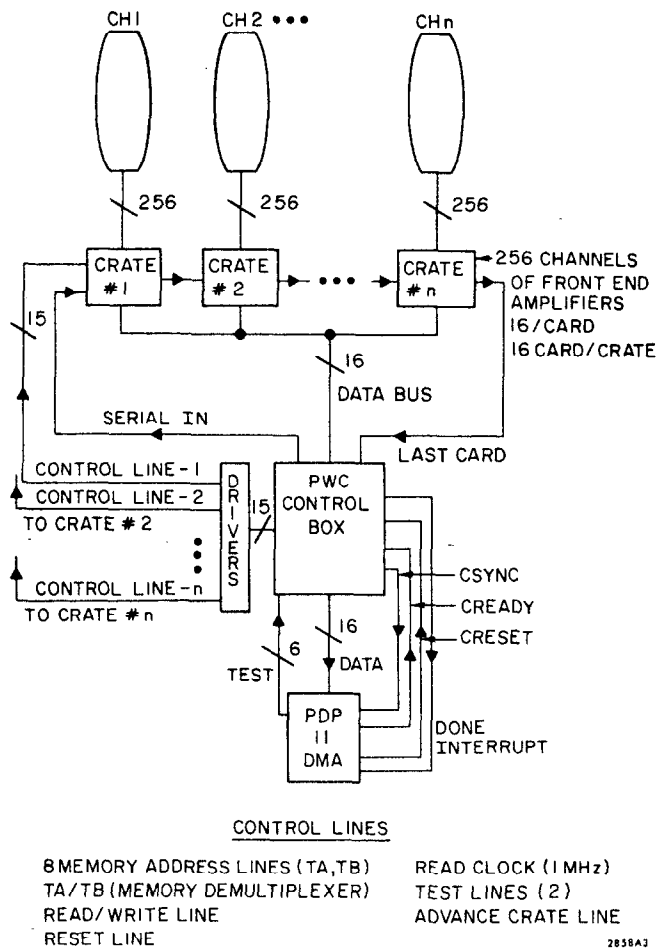 CH1 CH2 ••• CHn
256 256 256
CRATE #1
CRATE #2
•••
CRATE #n
256 CHANNELS
OF FRONT END
AMPLIFIERS
16/CARD
16 CARD/CRATE
15
16
DATA BUS
SERIAL IN
LAST CARD
CONTROL LINE-1
CONTROL LINE-2
TO CRATE #2
CONTROL LINE-n
TO CRATE #n
DRIVERS
15
PWC
CONTROL
BOX
CSYNC
CREADY
CRESET
6
TEST
16
DATA
PDP
11
DMA
DONE
INTERRUPT
CONTROL LINES
8 MEMORY ADDRESS LINES (TA,TB)
TA/TB (MEMORY DEMULTIPLEXER)
READ/WRITE LINE
RESET LINE
READ CLOCK (1MHz)
TEST LINES (2)
ADVANCE CRATE LINE
2858A3